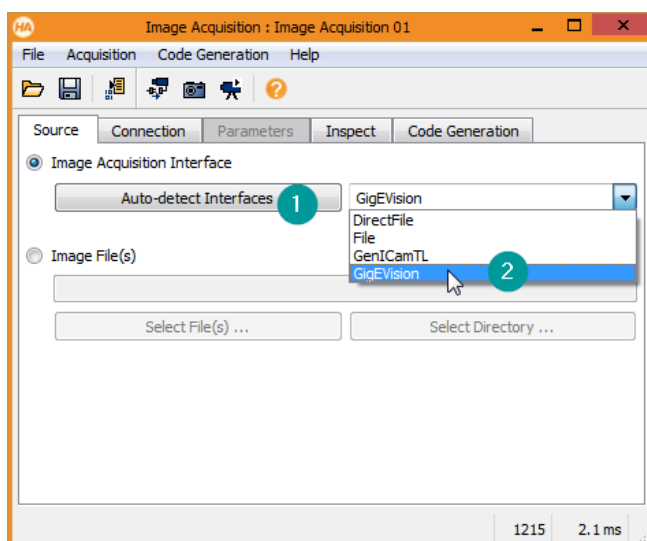 HA Image Acquisition : Image Acquisition 01
File Acquisition Code Generation Help
Source Connection Parameters Inspect Code Generation
Image Acquisition Interface
Auto-detect Interfaces 1 GigEVision
DirectFile
File
GenICamTL
GigEVision 2
Image File(s)
Select File(s) ... Select Directory ...
1215 2.1 ms